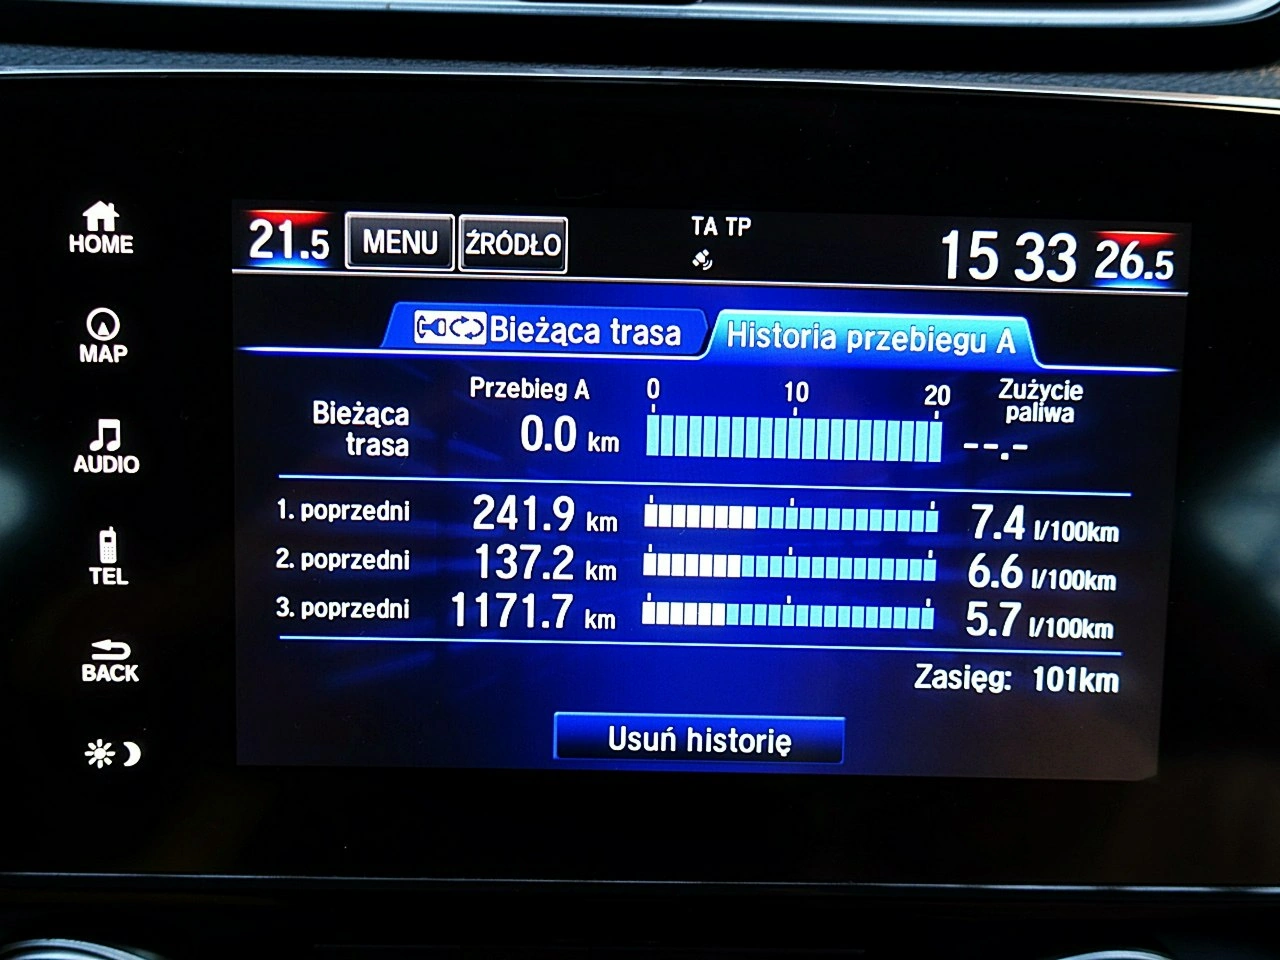 HOME
MAP
AUDIO
TEL
BACK
21.5 MENU ŹRÓDŁO TA TP 15 33 26.5
Bieżąca trasa Historia przebiegu A
Przebieg A 0 10 20 Zużycie paliwa
Bieżąca trasa 0.0 km --.-
1. poprzedni 241.9 km 7.4 l/100km
2. poprzedni 137.2 km 6.6 l/100km
3. poprzedni 1171.7 km 5.7 l/100km
Zasięg: 101km
Usuń historię